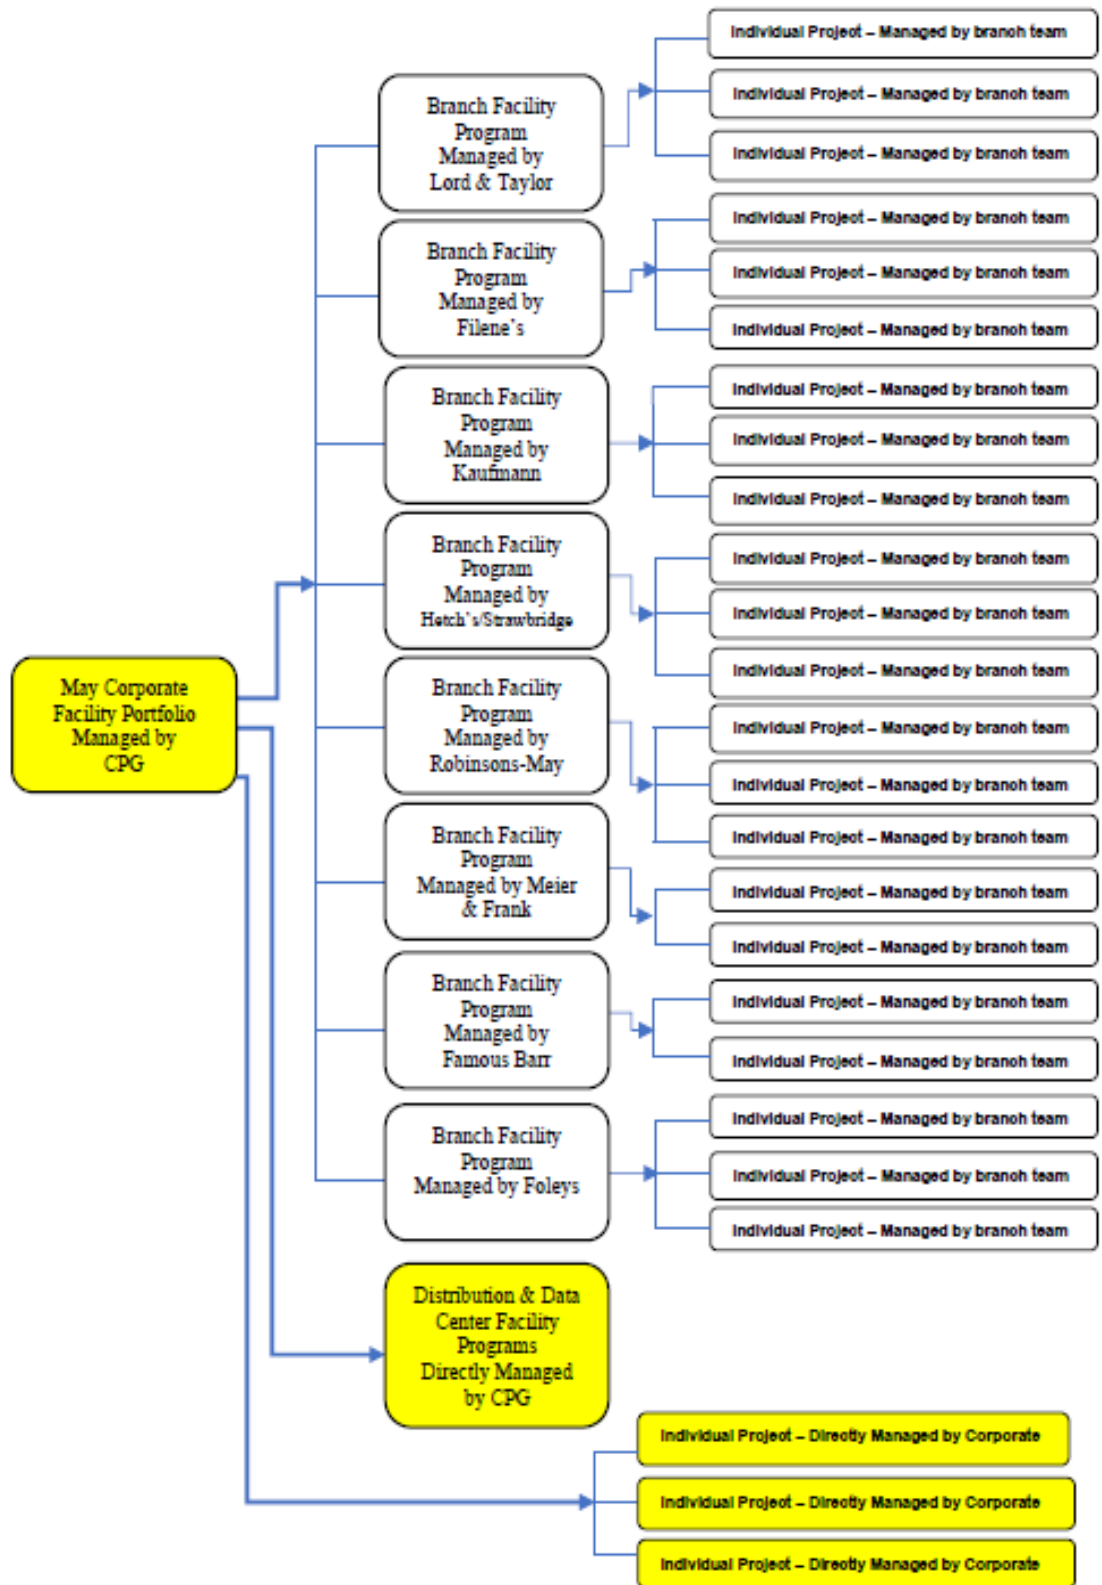 Individual Project – Managed by branch team
Individual Project – Managed by branch team
Individual Project – Managed by branch team
Branch Facility
Program
Managed by
Lord & Taylor
Individual Project – Managed by branch team
Individual Project – Managed by branch team
Individual Project – Managed by branch team
Branch Facility
Program
Managed by
Filene's
Individual Project – Managed by branch team
Individual Project – Managed by branch team
Individual Project – Managed by branch team
Branch Facility
Program
Managed by
Kaufmann
Individual Project – Managed by branch team
Individual Project – Managed by branch team
Individual Project – Managed by branch team
Branch Facility
Program
Managed by
Hetch's/Strawbridge
May Corporate
Facility Portfolio
Managed by
CPG
Individual Project – Managed by branch team
Individual Project – Managed by branch team
Individual Project – Managed by branch team
Branch Facility
Program
Managed by
Robinsons-May
Individual Project – Managed by branch team
Individual Project – Managed by branch team
Branch Facility
Program
Managed by Meier
& Frank
Individual Project – Managed by branch team
Individual Project – Managed by branch team
Branch Facility
Program
Managed by
Famous Barr
Individual Project – Managed by branch team
Individual Project – Managed by branch team
Individual Project – Managed by branch team
Branch Facility
Program
Managed by Foleys
Distribution & Data
Center Facility
Programs
Directly Managed
by CPG
Individual Project – Directly Managed by Corporate
Individual Project – Directly Managed by Corporate
Individual Project – Directly Managed by Corporate